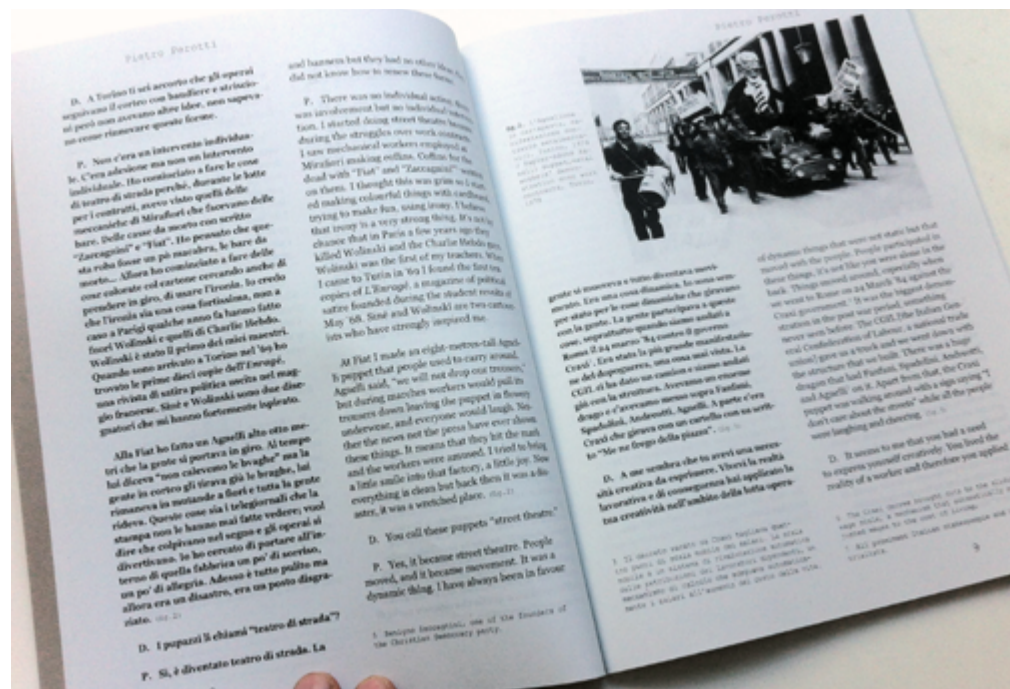 Pietro Perotti
D. A Torino ti sei accorto che gli operai
seguivano il corteo con bandiere e striscio-
ni però non avevano altre idee, non sapeva-
no come rinnovare queste forme.
P. Non c'era un intervento individua-
le. C'era adesione ma non un intervento
individuale. Ho cominciato a fare le cose
di teatro di strada perché, durante le lotte
per i contratti, avevo visto quelli delle
meccaniche di Mirafiori che facevano delle
bare. Delle casse da morto con scritto
"Zaccagnini" e "Fiat". Ho pensato che que-
sta roba fosse un pò macabra, le bare da
morto... Allora ho cominciato a fare delle
cose colorate col cartone cercando anche di
prendere in giro, di usare l'ironia. Io credo
che l'ironia sia una cosa fortissima, non a
caso a Parigi qualche anno fa hanno fatto
fuori Wolinski e quelli di Charlie Hebdo.
Wolinski è stato il primo dei miei maestri.
Quando sono arrivato a Torino nel '69 ho
trovato le prime dieci copie dell'Enragé,
una rivista di satira politica uscita nel mag-
gio francese. Siné e Wolinski sono due dise-
gnatori che mi hanno fortemente ispirato.
Alla Fiat ho fatto un Agnelli alto otto me-
tri che la gente si portava in giro. Al tempo
lui diceva "non calevemo le braghe" ma la
gente in corteo gli tirava giù le braghe, lui
rimaneva in mutande a fiori e tutta la gente
rideva. Queste cose sia i telegiornali che la
stampa non le hanno mai fatte vedere; vuol
dire che colpivano nel segno e gli operai si
divertivano. Io ho cercato di portare all'in-
terno di quella fabbrica un po' di sorriso,
un po' di allegria. Adesso è tutto pulito ma
allora era un disastro, era un posto disgra-
ziato. (fig.2)
D. I pupazzi li chiami "teatro di strada"?
P. Sì, è diventato teatro di strada. La
and banners but they had no other ideas
did not know how to renew these forms.
P. There was no individual action,
was involvement but no individual
tion. I started doing street theatre because
during the struggles over work contracts
I saw mechanical workers employed at
Mirafiori making coffins. Coffins for the
dead with "Fiat" and "Zaccagnini" written
on them. I thought this was grim so I start-
ed making colourful things with cardboard,
trying to make fun, using irony. I believe
that irony is a very strong thing. It's not by
chance that in Paris a few years ago they
killed Wolinski and the Charlie Hebdo guys.
Wolinski was the first of my teachers. When
I came to Turin in '69 I found the first ten
copies of L'Enragé, a magazine of political
satire founded during the student revolts of
May '68. Siné and Wolinski are two cartoon-
ists who have strongly inspired me.
At Fiat I made an eight-metres-tall Agnel-
li puppet that people used to carry around.
Agnelli said, "we will not drop our trousers,"
but during marches workers would pull its
trousers down leaving the puppet in flowery
underwear, and everyone would laugh. Nei-
ther the news not the press have ever shown
these things. It means that they hit the mark
and the workers were amused. I tried to bring
a little smile into that factory, a little joy. Now
everything is clean but back then it was a dis-
aster, it was a wretched place. (fig.2)
D. You call these puppets "street theatre."
P. Yes, it became street theatre. People
moved, and it became movement. It was a
dynamic thing. I have always been in favour
5 Benigno Zaccagnini, one of the founders of
the Christian Democracy party.
Pietro Perotti
gente si muoveva e tutto diventava movi-
mento. Era una cosa dinamica. Io sono sem-
pre stato per le cose dinamiche che giravano
con la gente. La gente partecipava a queste
cose, soprattutto quando siamo andati a
Roma il 24 marzo '84 contro il governo
Craxi. Era stata la più grande manifestazio-
ne del dopoguerra, una cosa mai vista. La
CGIL ci ha dato un camion e siamo andati
giù con la struttura. Avevamo un enorme
drago e c'avevamo messo sopra Fanfani,
Spadolini, Andreotti, Agnelli. A parte c'era
Craxi che girava con un cartello con su scrit-
to "Me ne frego della piazza".
D. A me sembra che tu avevi una neces-
sità creativa da esprimere. Vivevi la realtà
lavorativa e di conseguenza hai applicato la
tua creatività nell'ambito della lotta opera-
of dynamic things that were not static but that
moved with the people. People participated in
these things. It's not like you were alone in the
back. Things moved around, especially when
we went to Rome on 24 March '84 against the
Craxi government. It was the biggest demon-
stration in the post war period, something
never seen before. The CGIL (the Italian Gen-
eral Confederation of Labour, a national trade
union) gave us a truck and we went down with
the structure that we built. There was a huge
dragon that had Fanfani, Spadolini, Andreotti,
and Agnelli on it. Apart from that, the Craxi
puppet was walking around with a sign saying "I
don't care about the streets" while all the people
were laughing and cheering.
D. It seems to me that you had a need
to express yourself creatively. You lived the
reality of a worker and therefore you applied
9